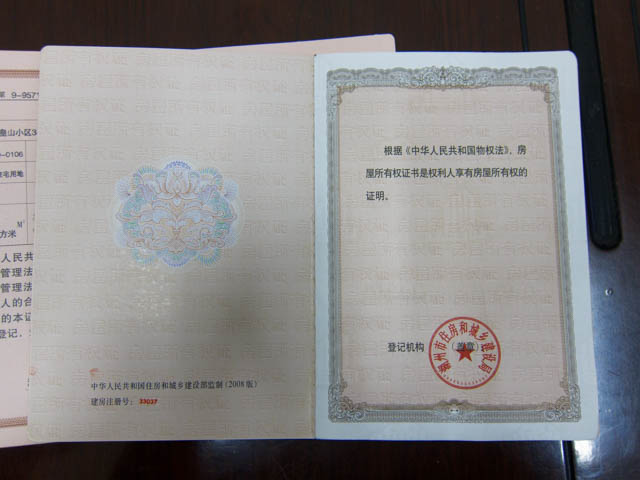 9-9571
皇山小区3
-0106
住宅用地
M²
方米
人民共
管理法
管理法
人的合
的本证
登记，
中华人民共和国住房和城乡建设部监制(2008版)
建房注册号：33037
根据《中华人民共和国物权法》，房
屋所有权证书是权利人享有房屋所有权的
证明。
登记机构
(盖章)
州市住房和城乡建设局